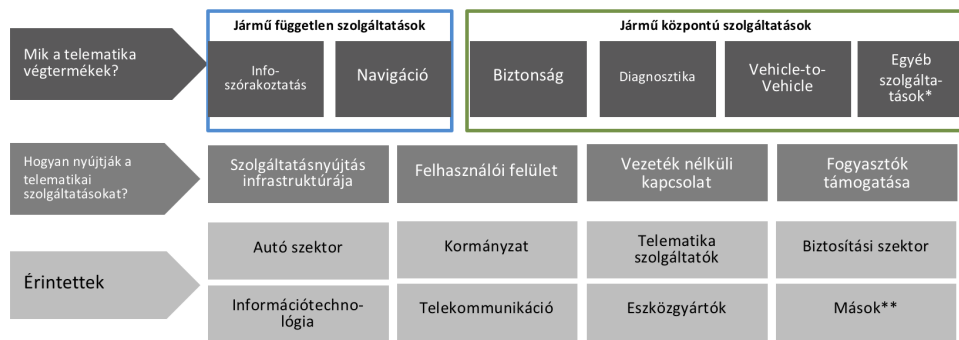 Jármű független szolgáltatások
Jármű központú szolgáltatások
Mik a telematika
végtermékek?
Info-
szórakoztatás
Navigáció
Biztonság
Diagnosztika
Vehicle-to-
Vehicle
Egyéb
szolgálta-
tások*
Hogyan nyújtják a
telematikai
szolgáltatásokat?
Szolgáltatásnyújtás
infrastruktúrája
Felhasználói felület
Vezeték nélküli
kapcsolat
Fogyasztók
támogatása
Érintettek
Autó szektor
Kormányzat
Telematika
szolgáltatók
Biztosítási szektor
Információtechno-
lógia
Telekommunikáció
Eszközgyártók
Mások**